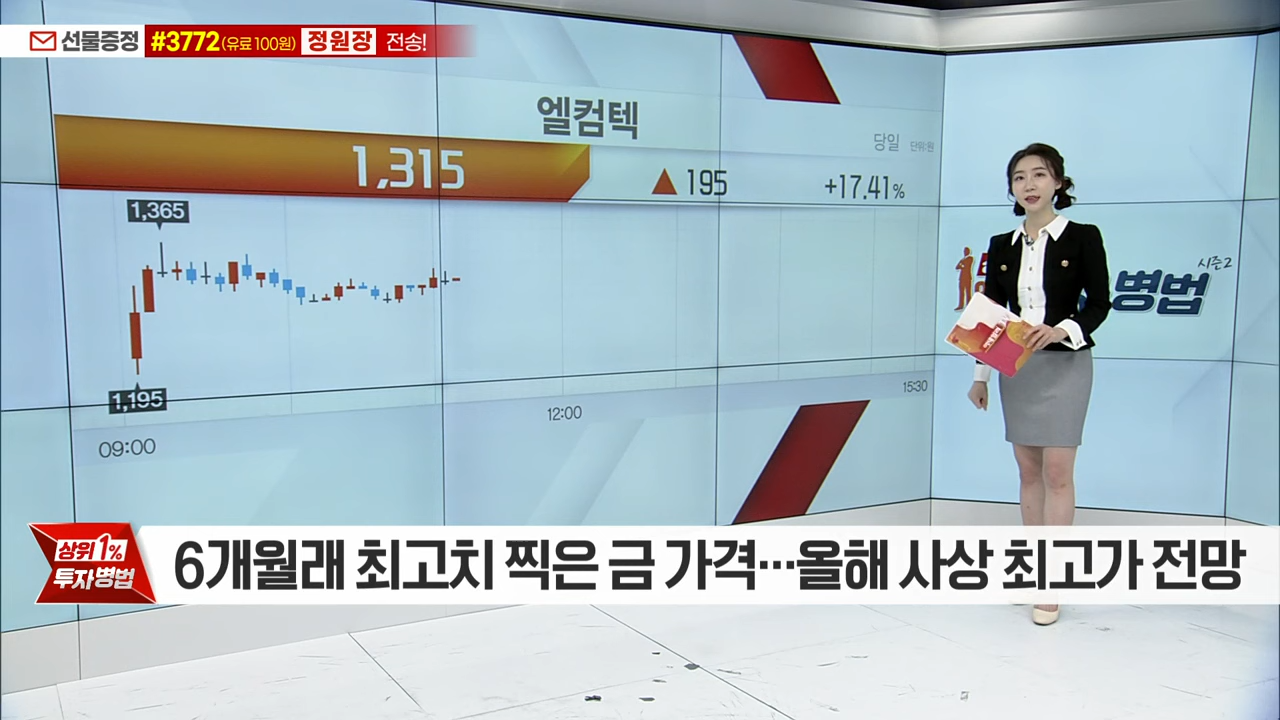 선물증정 #3772(유료 100원) 정원장 전송!
엘컴텍
당일 단위:원
1,315 ▲195 +17.41%
1,365
1,195
09:00 12:00 15:30
시즌2
병법
상위 1%
투자병법
6개월래 최고치 찍은 금 가격…올해 사상 최고가 전망